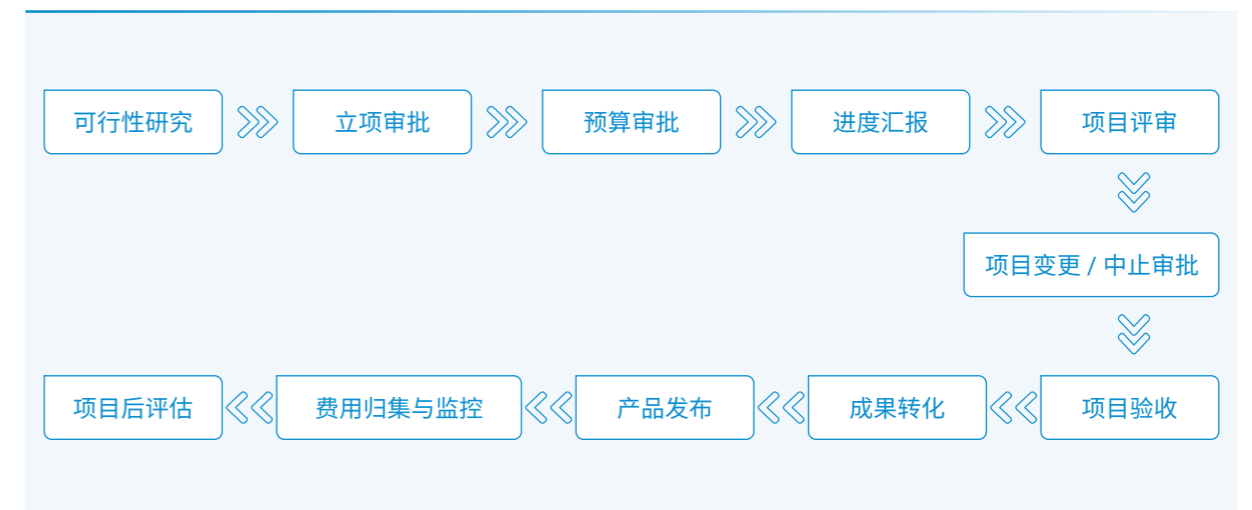 可行性研究
立项审批
预算审批
进度汇报
项目评审
项目变更 / 中止审批
项目验收
成果转化
产品发布
费用归集与监控
项目后评估